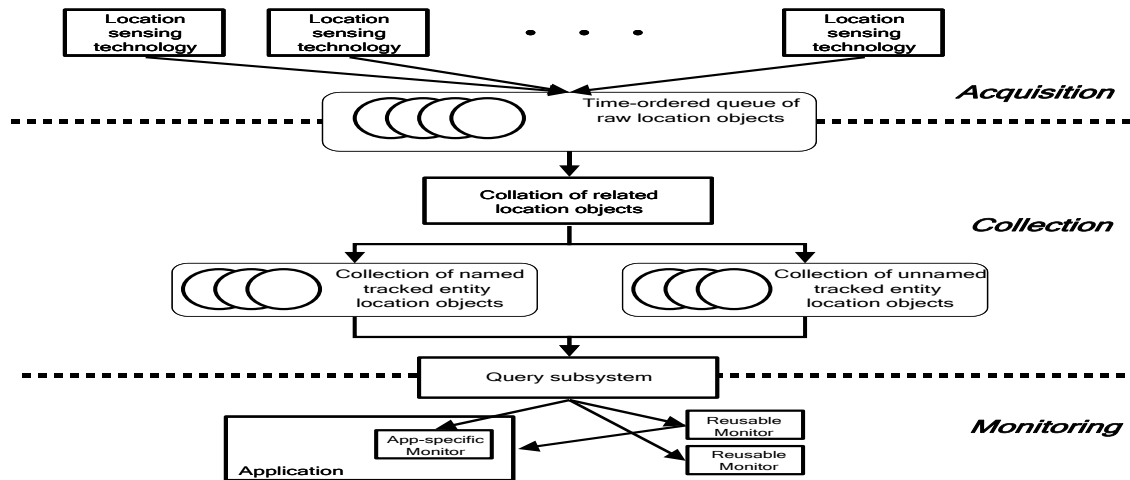 Location
sensing
technology
Location
sensing
technology
Location
sensing
technology
Acquisition
Time-ordered queue of
raw location objects
Collation of related
location objects
Collection
Collection of named
tracked entity
location objects
Collection of unnamed
tracked entity
location objects
Query subsystem
Monitoring
App-specific
Monitor
Application
Reusable
Monitor
Reusable
Monitor